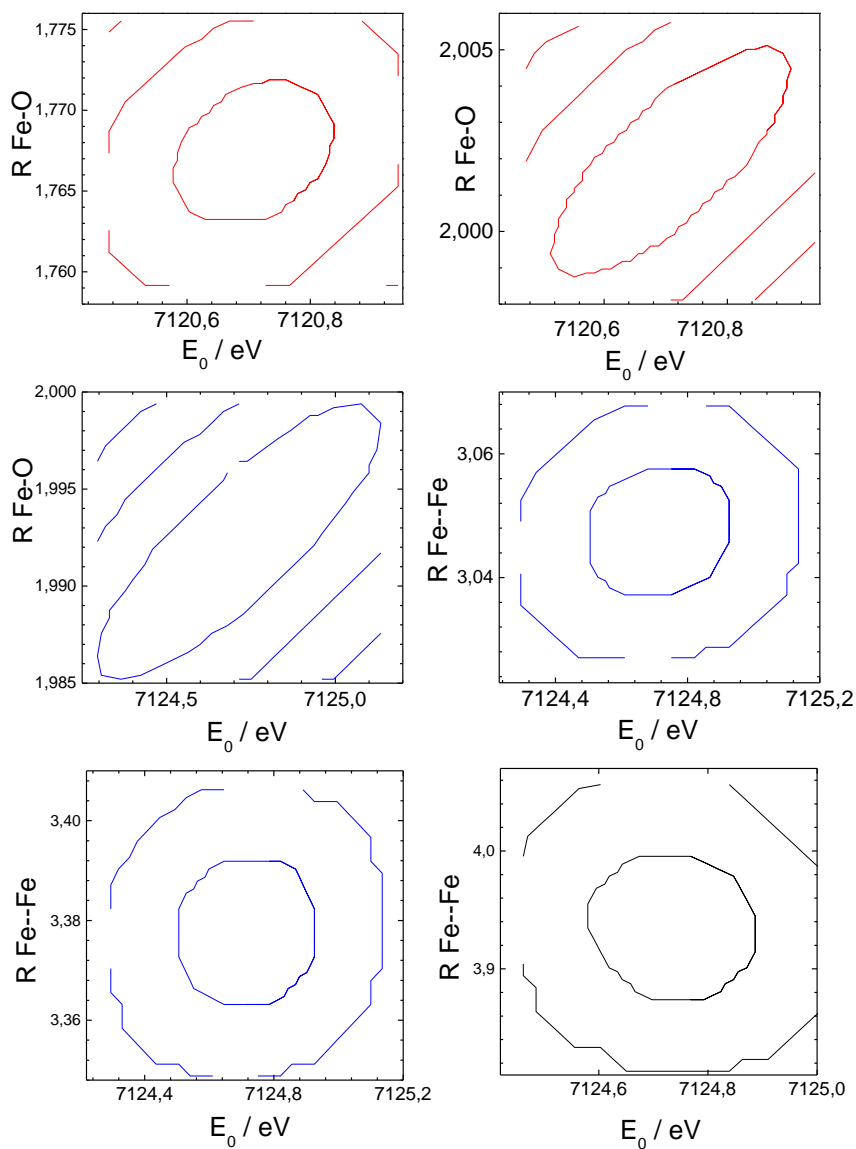 1,775
1,770
1,765
1,760
R Fe-O
7120,6
7120,8
E0 / eV
2,005
2,000
R Fe-O
7120,6
7120,8
E0 / eV
2,000
1,995
1,990
1,985
R Fe-O
7124,5
7125,0
E0 / eV
3,06
3,04
R Fe--Fe
7124,4
7124,8
7125,2
E0 / eV
3,40
3,38
3,36
R Fe--Fe
7124,4
7124,8
7125,2
E0 / eV
4,0
3,9
R Fe--Fe
7124,6
7124,8
7125,0
E0 / eV